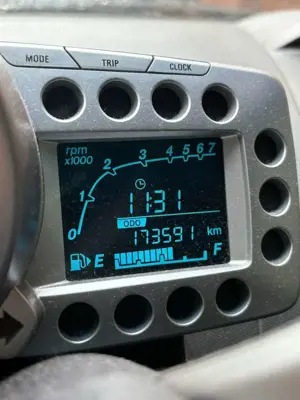 MODE TRIP CLOCK
rpm
x1000
0 1 2 3 4 5 6 7
11:31
ODO
173591 km
E F